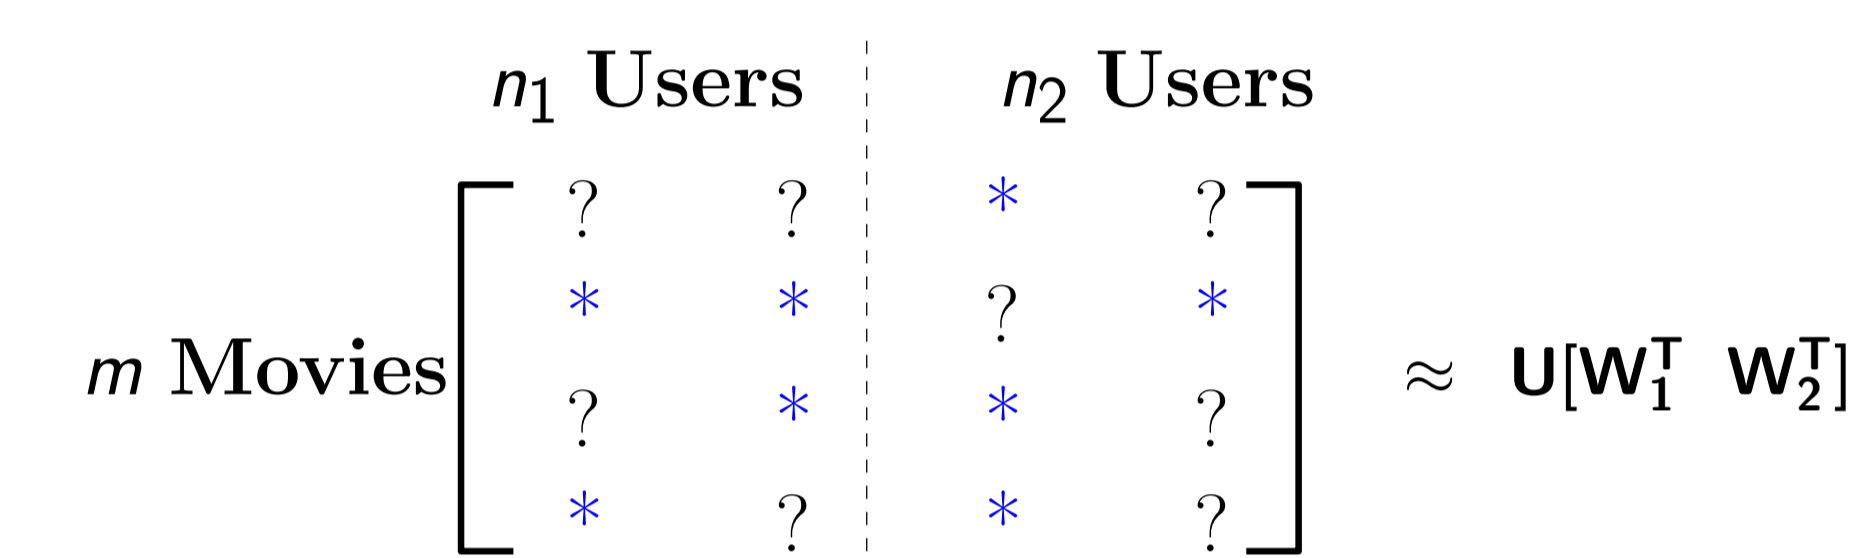 n₁ Users n₂ Users
? ? * ?
* * ? *
m Movies ≈ U[W₁ᵀ W₂ᵀ]
? * * ?
* ? * ?